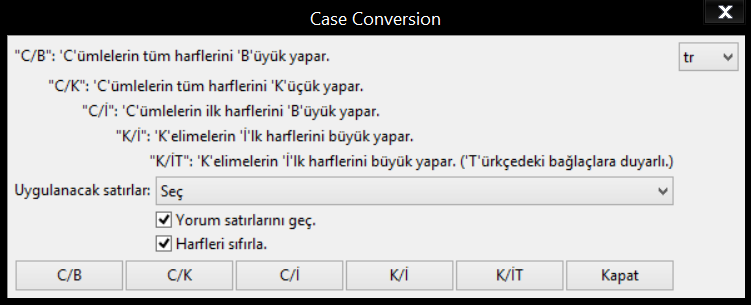 Case Conversion
X
"C/B": 'C'ümlelerin tüm harflerini 'B'üyük yapar.
tr
"C/K": 'C'ümlelerin tüm harflerini 'K'üçük yapar.
"C/İ": 'C'ümlelerin ilk harflerini 'B'üyük yapar.
"K/İ": 'K'elimelerin 'İ'lk harflerini büyük yapar.
"K/İT": 'K'elimelerin 'İ'lk harflerini büyük yapar. ('T'ürkçedeki bağlaçlara duyarlı.)
Uygulanacak satırlar: Seç
Yorum satırlarını geç.
Harfleri sıfırla.
C/B C/K C/İ K/İ K/İT Kapat